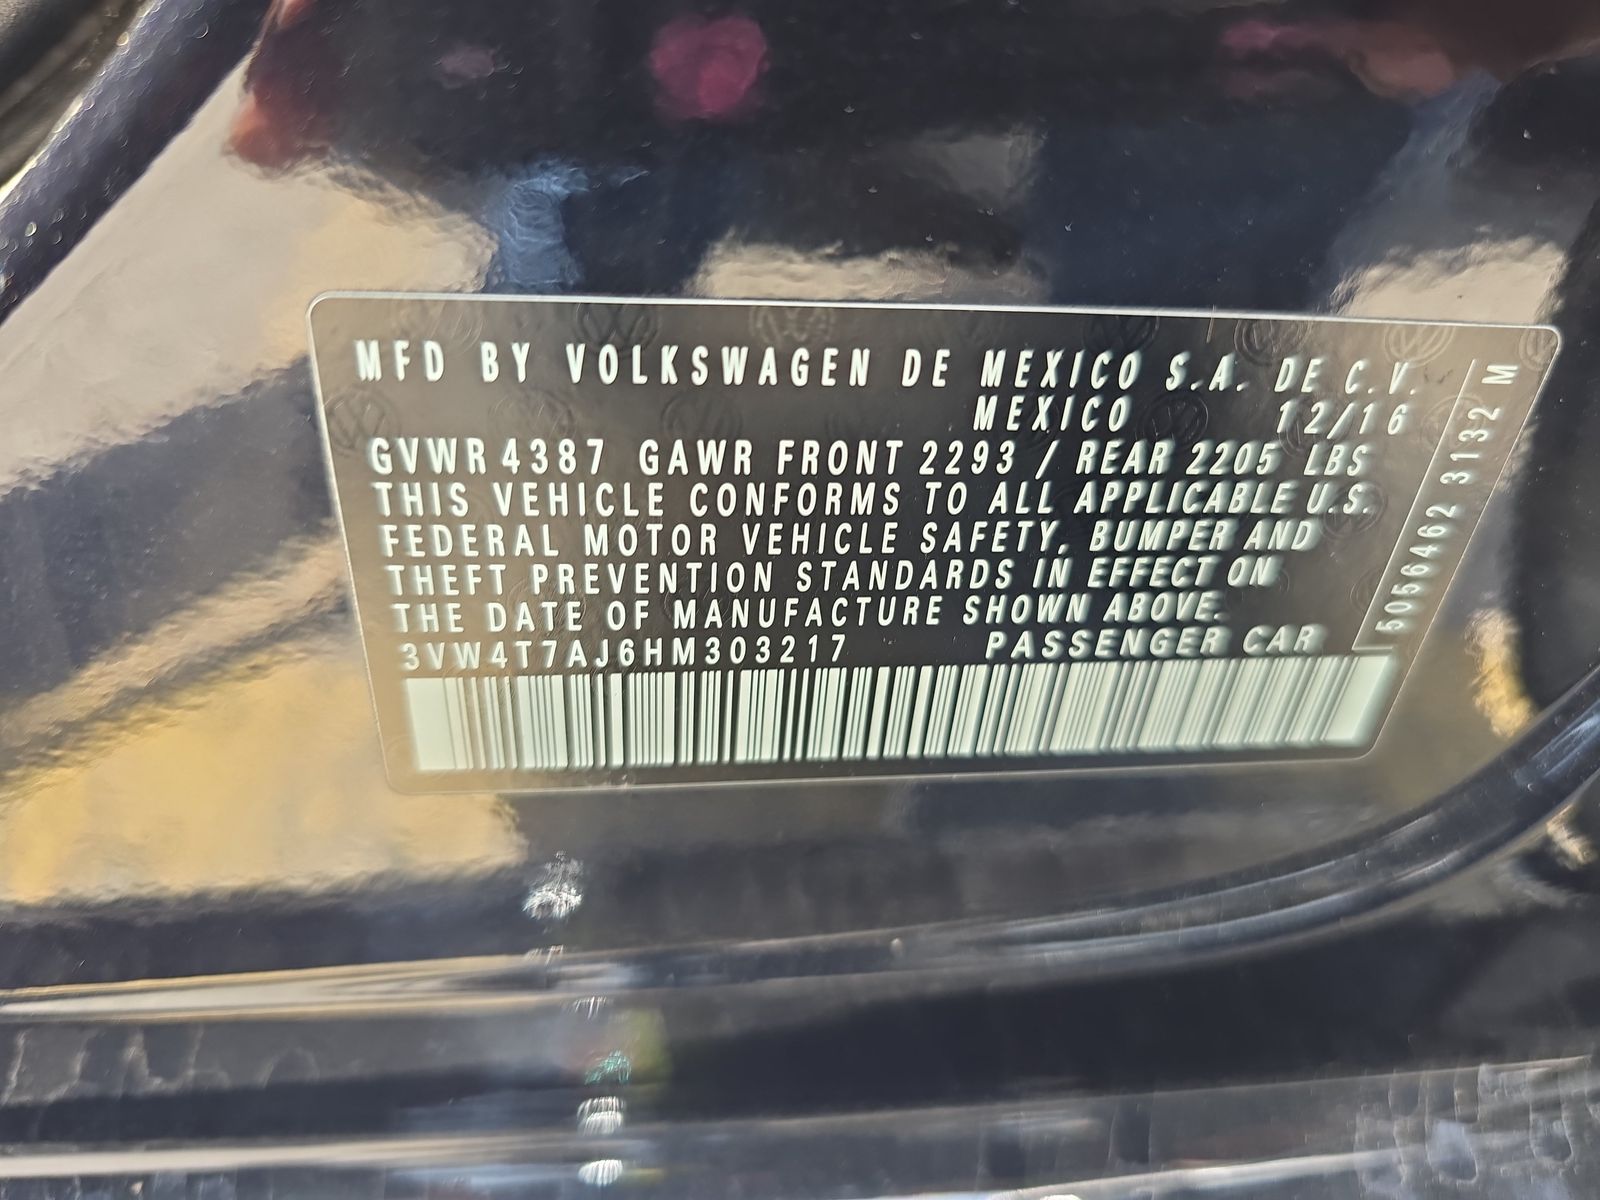 MFD BY VOLKSWAGEN DE MEXICO S.A. DE C.V.
MEXICO 12/16
GVWR 4387 GAWR FRONT 2293 / REAR 2205 LBS
THIS VEHICLE CONFORMS TO ALL APPLICABLE U.S.
FEDERAL MOTOR VEHICLE SAFETY, BUMPER AND
THEFT PREVENTION STANDARDS IN EFFECT ON
THE DATE OF MANUFACTURE SHOWN ABOVE.
3VW4T7AJ6HM303217 PASSENGER CAR
5056462 3132 M